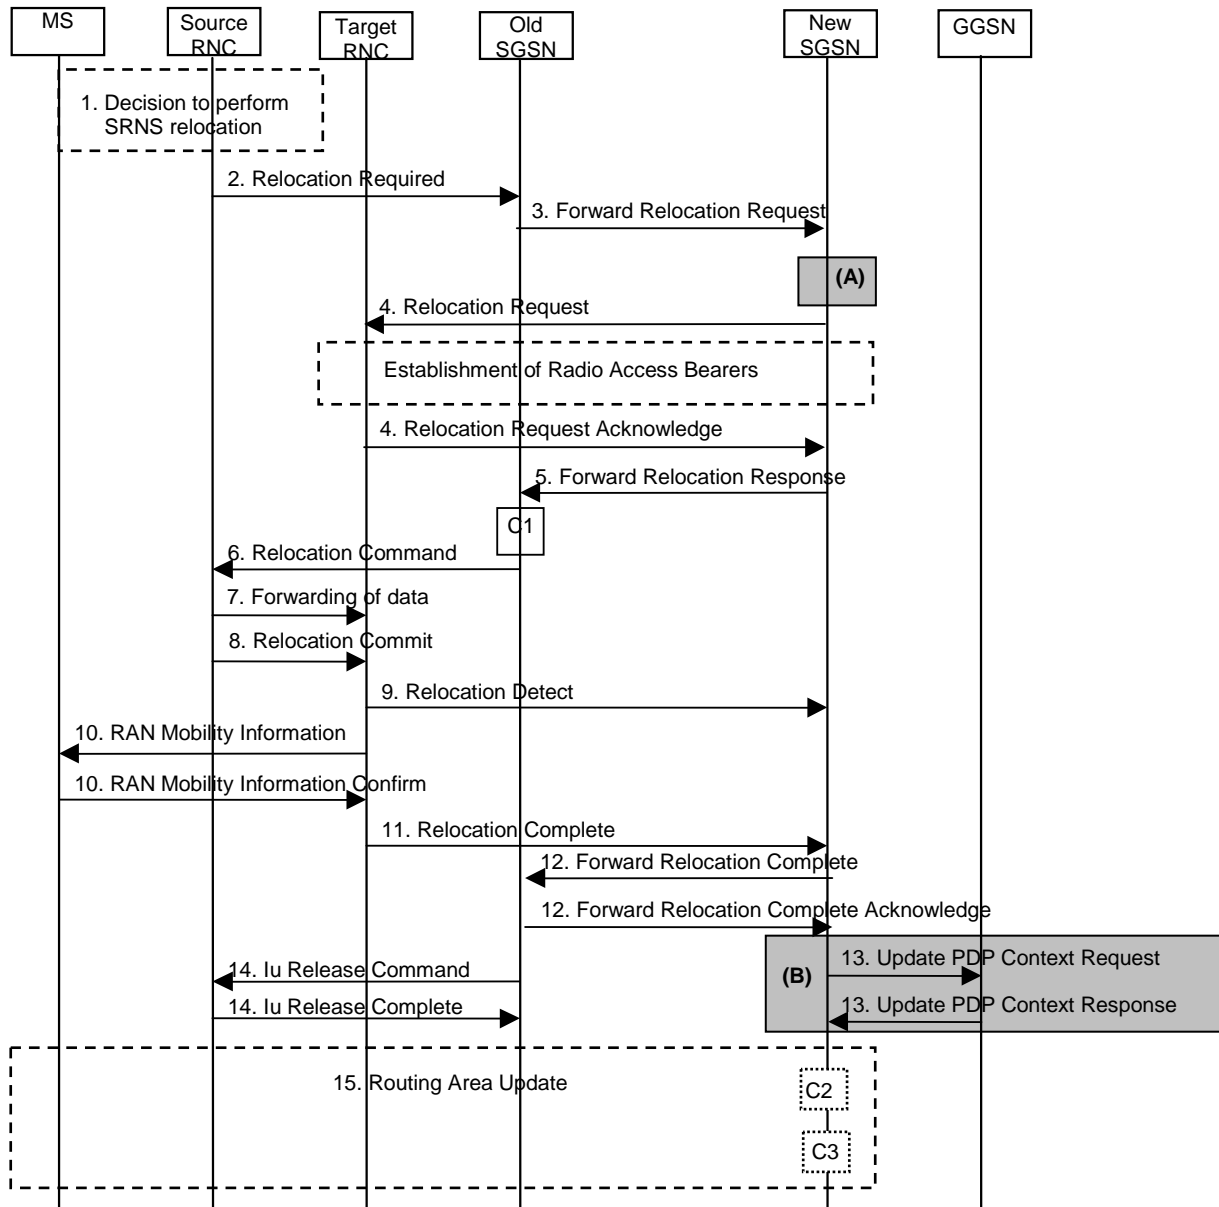 MS
Source
RNC
Target
RNC
Old
SGSN
New
SGSN
GGSN
1. Decision to perform
SRNS relocation
2. Relocation Required
3. Forward Relocation Request
(A)
4. Relocation Request
Establishment of Radio Access Bearers
4. Relocation Request Acknowledge
5. Forward Relocation Response
C1
6. Relocation Command
7. Forwarding of data
8. Relocation Commit
9. Relocation Detect
10. RAN Mobility Information
10. RAN Mobility Information Confirm
11. Relocation Complete
12. Forward Relocation Complete
12. Forward Relocation Complete Acknowledge
13. Update PDP Context Request
(B)
14. Iu Release Command
13. Update PDP Context Response
14. Iu Release Complete
15. Routing Area Update
C2
C3